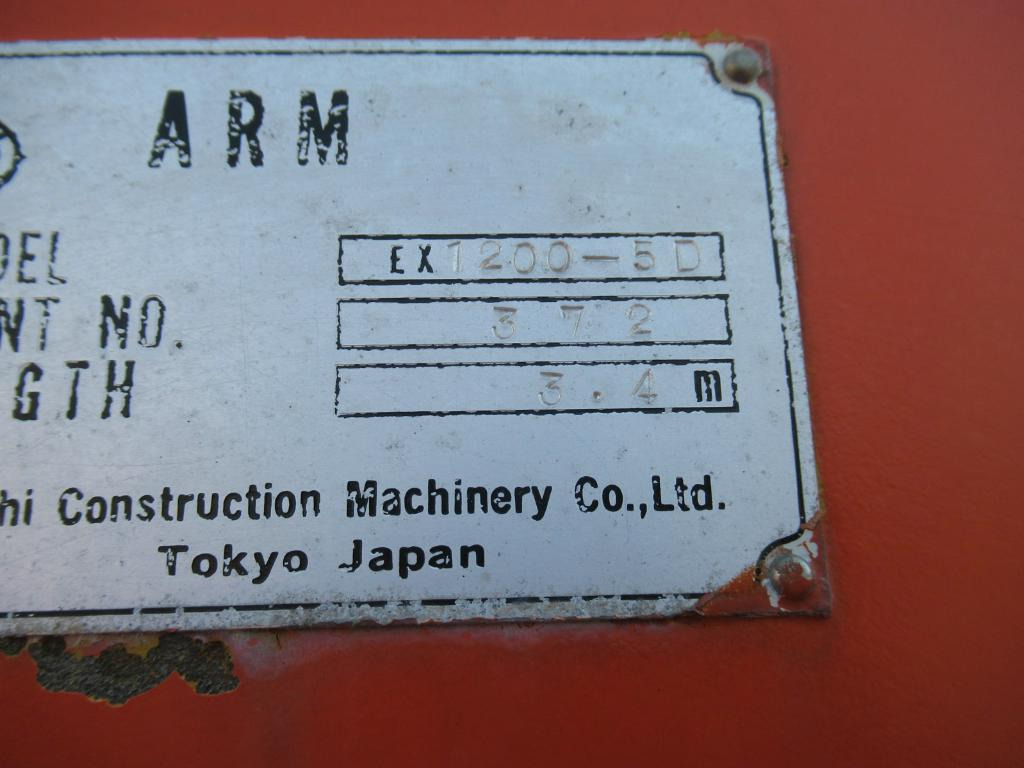 ARM
DEL EX1200-5D
NT NO. 372
GTH 3.4 m
hi Construction Machinery Co.,Ltd.
Tokyo Japan